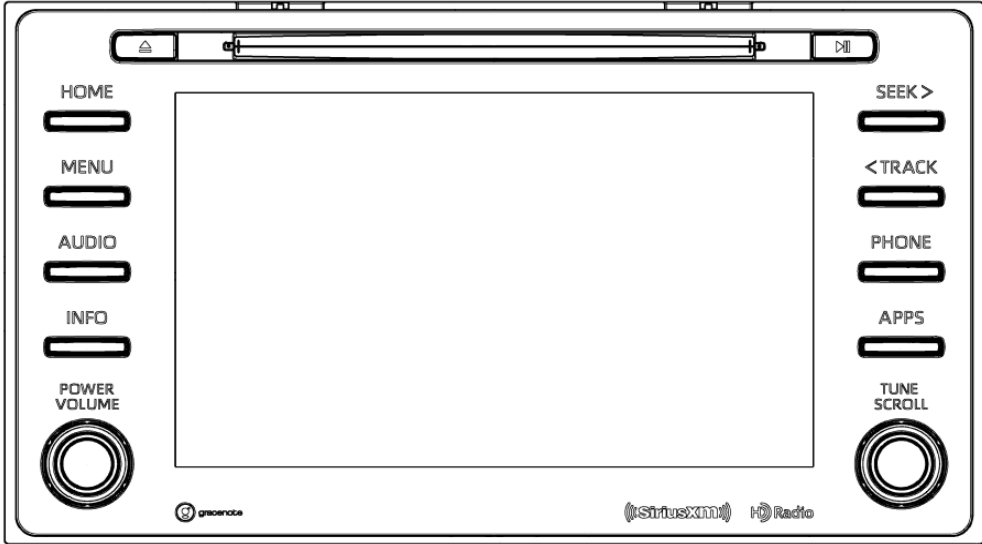 HOME
SEEK >
MENU
< TRACK
AUDIO
PHONE
INFO
APPS
POWER
VOLUME
TUNE
SCROLL
gracenote
SiriusXM
HD Radio